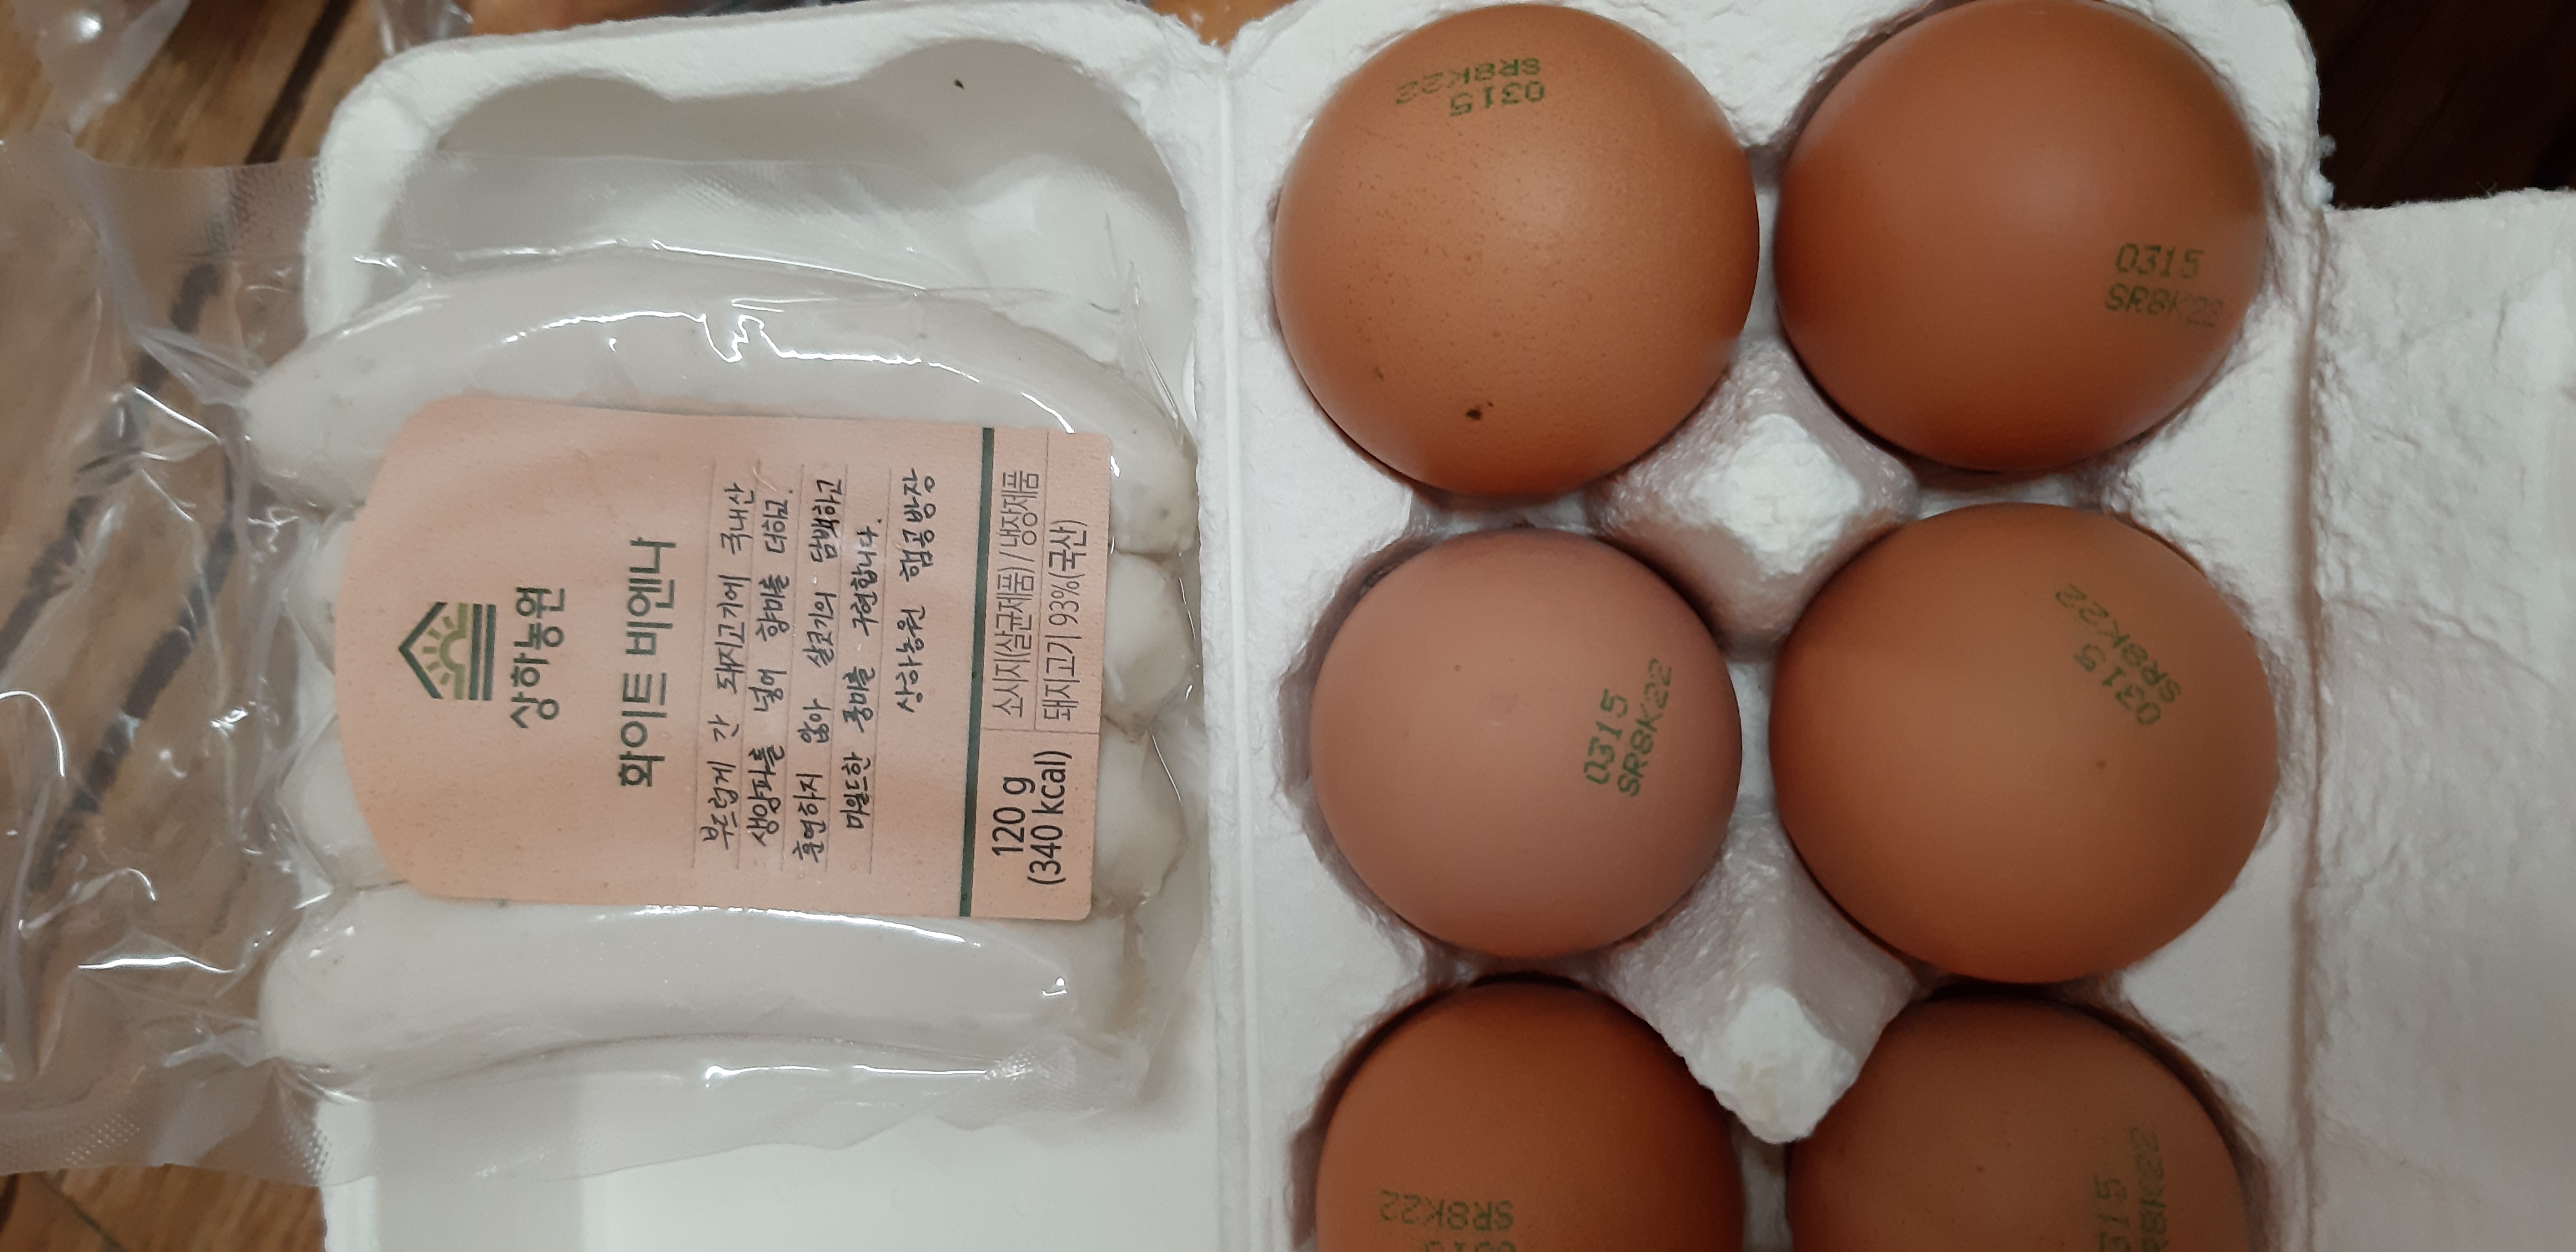 상하농원
화이트 비엔나
부드럽게 간 돼지고기에 국내산
생양파를 넣어 향미를 더하고,
훈연하지 않아 살코기의 담백하고
마일드한 풍미를 구현합니다.
상하농원 햄공방장
120 g
(340 kcal)
소시지(살균제품) / 냉장제품
돼지고기 93%(국산)
0315
SR8K22
0315
SR8K22
0315
SR8K22
0315
SR8K22
SR8K22